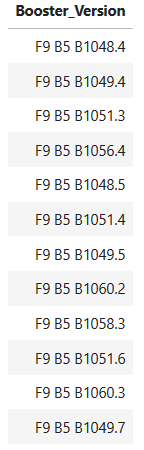 Booster_Version
F9 B5 B1048.4
F9 B5 B1049.4
F9 B5 B1051.3
F9 B5 B1056.4
F9 B5 B1048.5
F9 B5 B1051.4
F9 B5 B1049.5
F9 B5 B1060.2
F9 B5 B1058.3
F9 B5 B1051.6
F9 B5 B1060.3
F9 B5 B1049.7